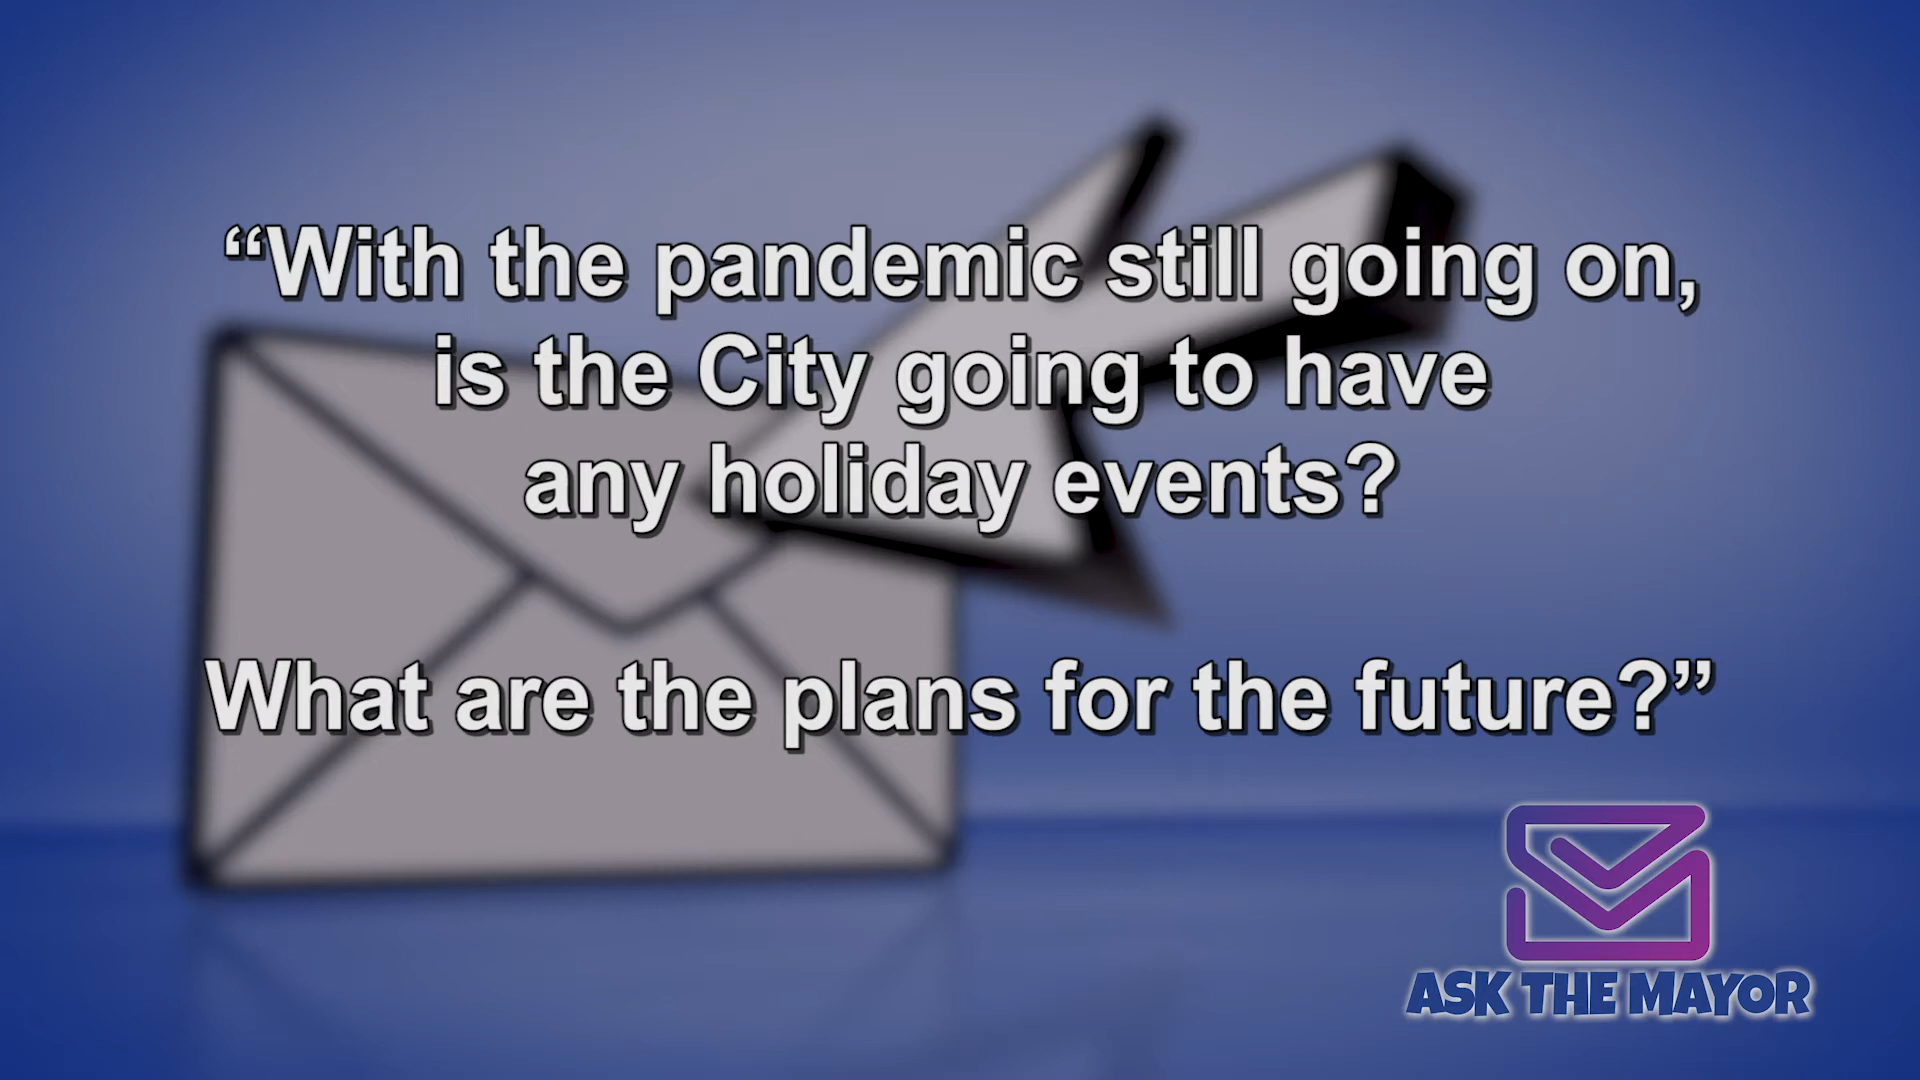 “With the pandemic still going on,
is the City going to have
any holiday events?
What are the plans for the future?”
ASK THE MAYOR